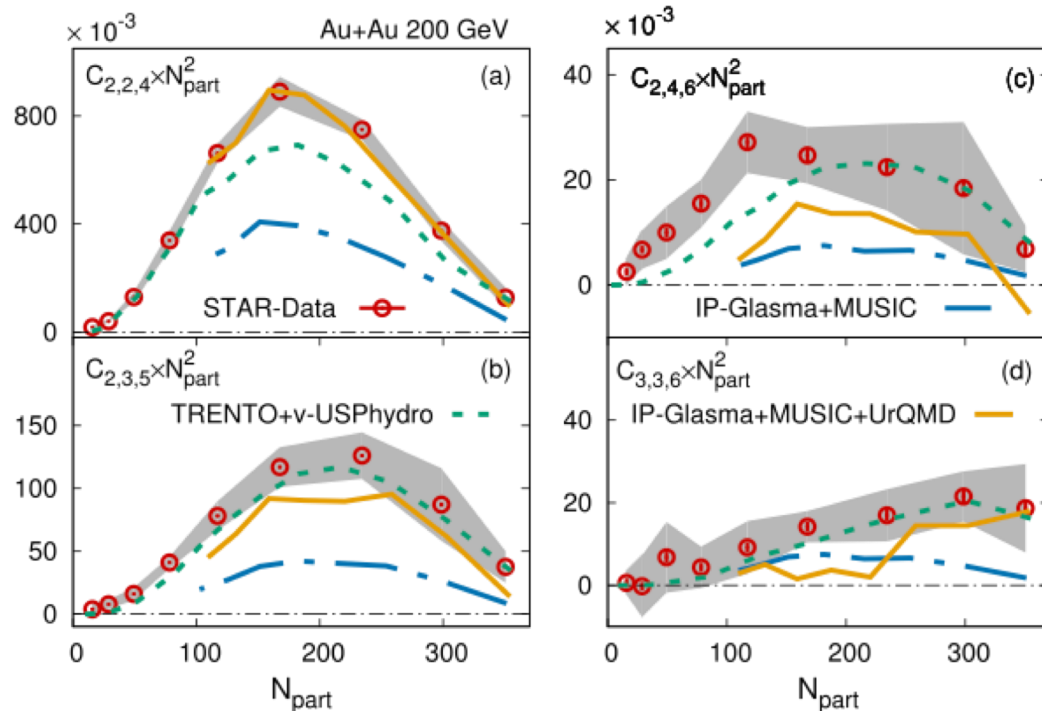 × 10⁻³ Au+Au 200 GeV
C₂,₂,₄×N²part (a)
800
400
0
STAR-Data
× 10⁻³
C₂,₄,₆×N²part (c)
40
20
0
IP-Glasma+MUSIC
C₂,₃,₅×N²part (b)
TRENTO+v-USPhydro
150
100
50
0
0 100 200 300
Npart
C₃,₃,₆×N²part (d)
IP-Glasma+MUSIC+UrQMD
40
20
0
0 100 200 300
Npart